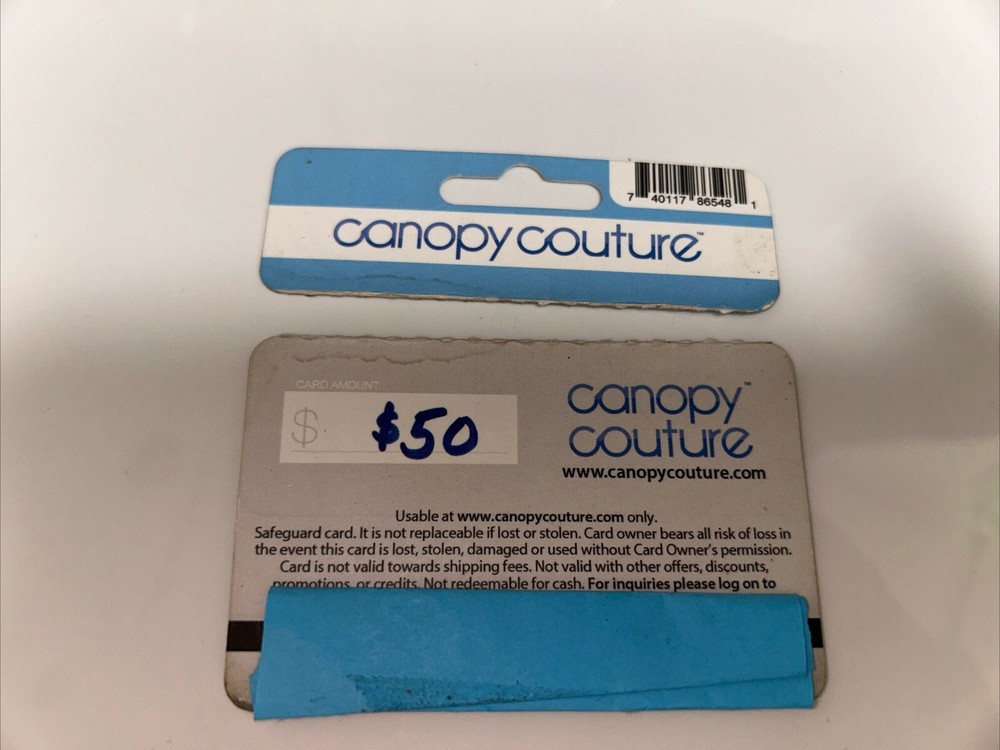 7 40117 86548 1
canopy couture™
CARD AMOUNT
$ $50
canopy™
couture
www.canopycouture.com
Usable at www.canopycouture.com only.
Safeguard card. It is not replaceable if lost or stolen. Card owner bears all risk of loss in
the event this card is lost, stolen, damaged or used without Card Owner's permission.
Card is not valid towards shipping fees. Not valid with other offers, discounts,
promotions, or credits. Not redeemable for cash. For inquiries please log on to